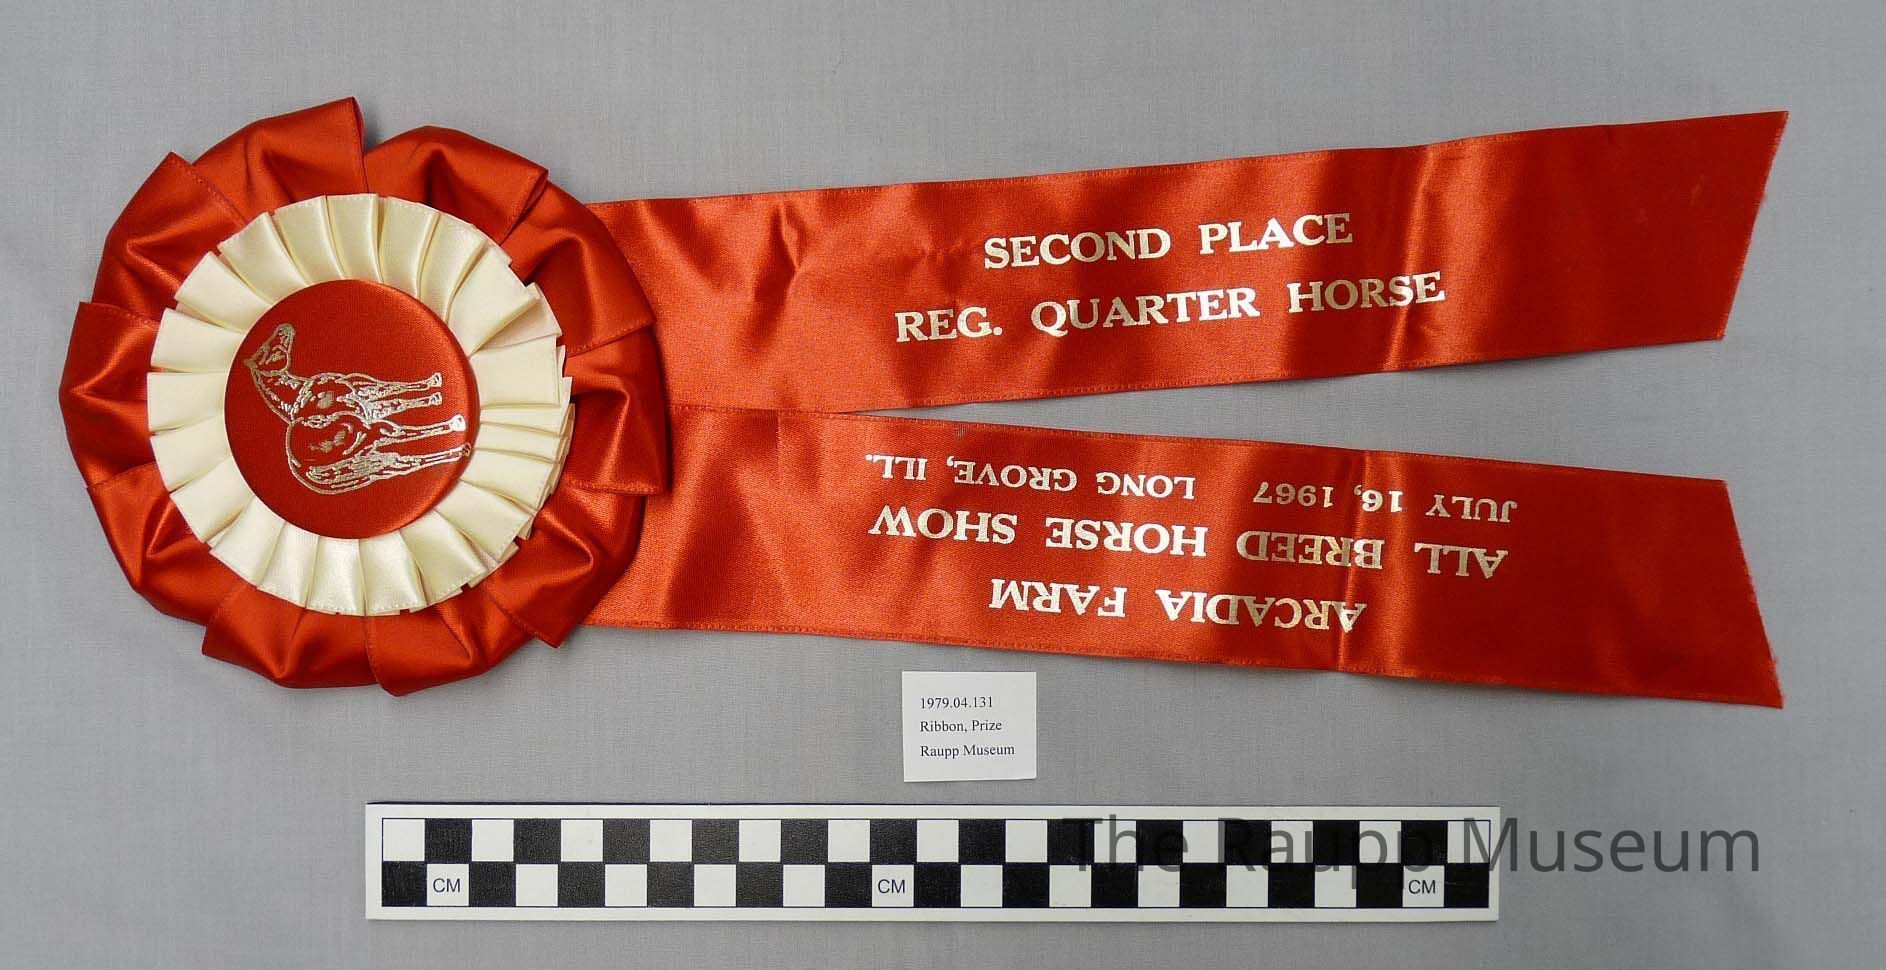 SECOND PLACE
REG. QUARTER HORSE
ARCADIA FARM
ALL BREED HORSE SHOW
JULY 16, 1967 LONG GROVE, ILL.
1979.04.131
Ribbon, Prize
Raupp Museum
CM CM CM
The Raupp Museum